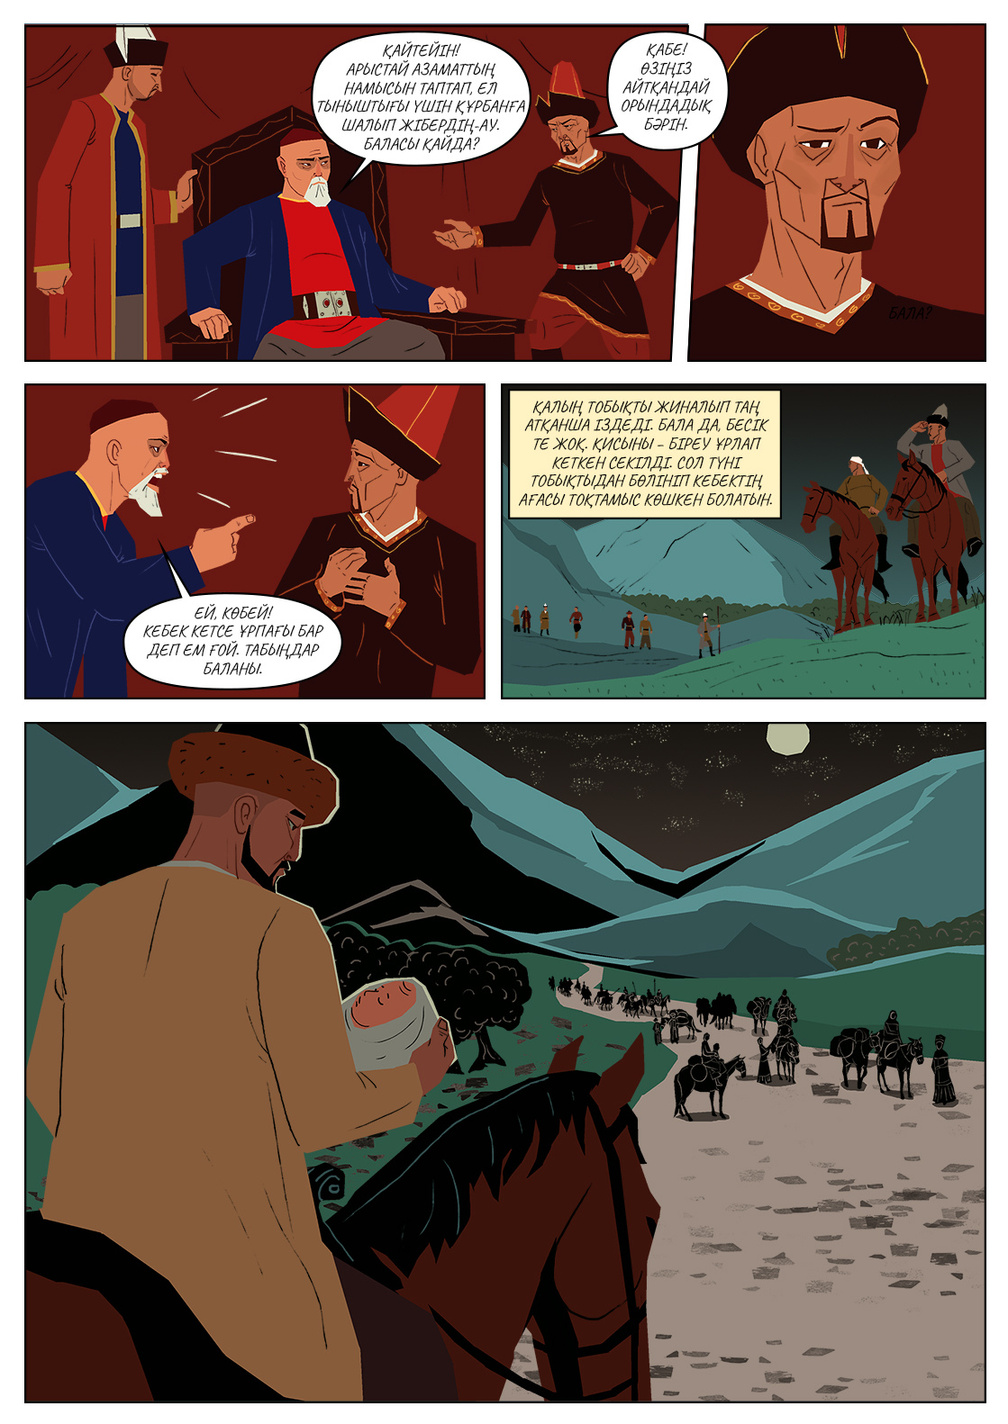 ҚАЙТЕЙІН!
АРЫСТАЙ АЗАМАТТЫҢ
НАМЫСЫН ТАПТАП, ЕЛ
ТЫНЫШТЫҒЫ ҮШІН ҚҰРБАНҒА
ШАЛЫП ЖІБЕРДІҢ-АУ.
БАЛАСЫ ҚАЙДА?
ҚАБЕ!
ӨЗІҢІЗ
АЙТҚАНДАЙ
ОРЫНДАДЫҚ
БӘРІН.
БАЛА?
ЕЙ, КӨБЕЙ!
КЕБЕК КЕТСЕ ҰРПАҒЫ БАР
ДЕП ЕМ ҒОЙ. ТАБЫҢДАР
БАЛАНЫ.
ҚАЛЫҢ ТОБЫҚТЫ ЖИНАЛЫП ТАҢ
АТҚАНША ІЗДЕДІ. БАЛА ДА, БЕСІК
ТЕ ЖОҚ. ҚИСЫНЫ – БІРЕУ ҰРЛАП
КЕТКЕН СЕКІЛДІ. СОЛ ТҮНІ
ТОБЫҚТЫДАН БӨЛІНІП КЕБЕКТІҢ
АҒАСЫ ТОҚТАМЫС КӨШКЕН БОЛАТЫН.